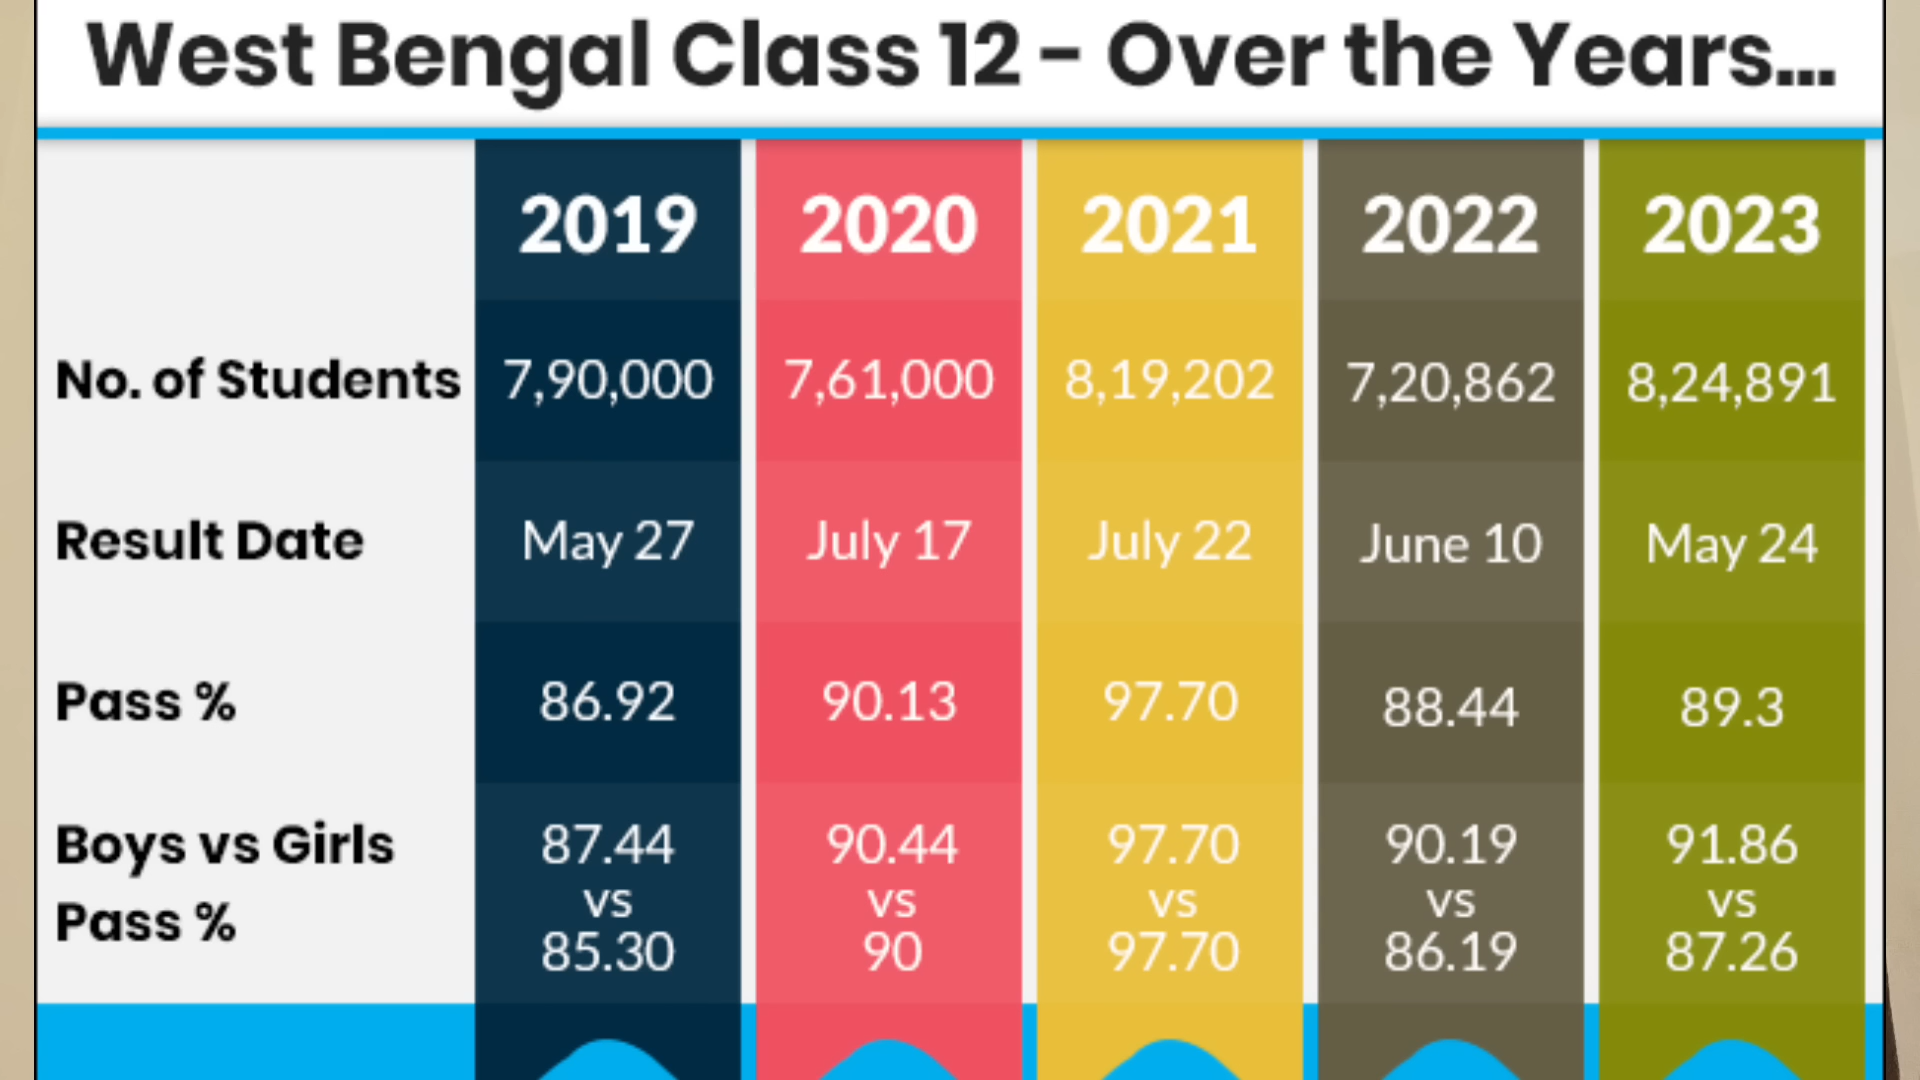 West Bengal Class 12 - Over the Years...
2019 2020 2021 2022 2023
No. of Students 7,90,000 7,61,000 8,19,202 7,20,862 8,24,891
Result Date May 27 July 17 July 22 June 10 May 24
Pass % 86.92 90.13 97.70 88.44 89.3
Boys vs Girls 87.44 90.44 97.70 90.19 91.86
vs vs vs vs vs
Pass % 85.30 90 97.70 86.19 87.26